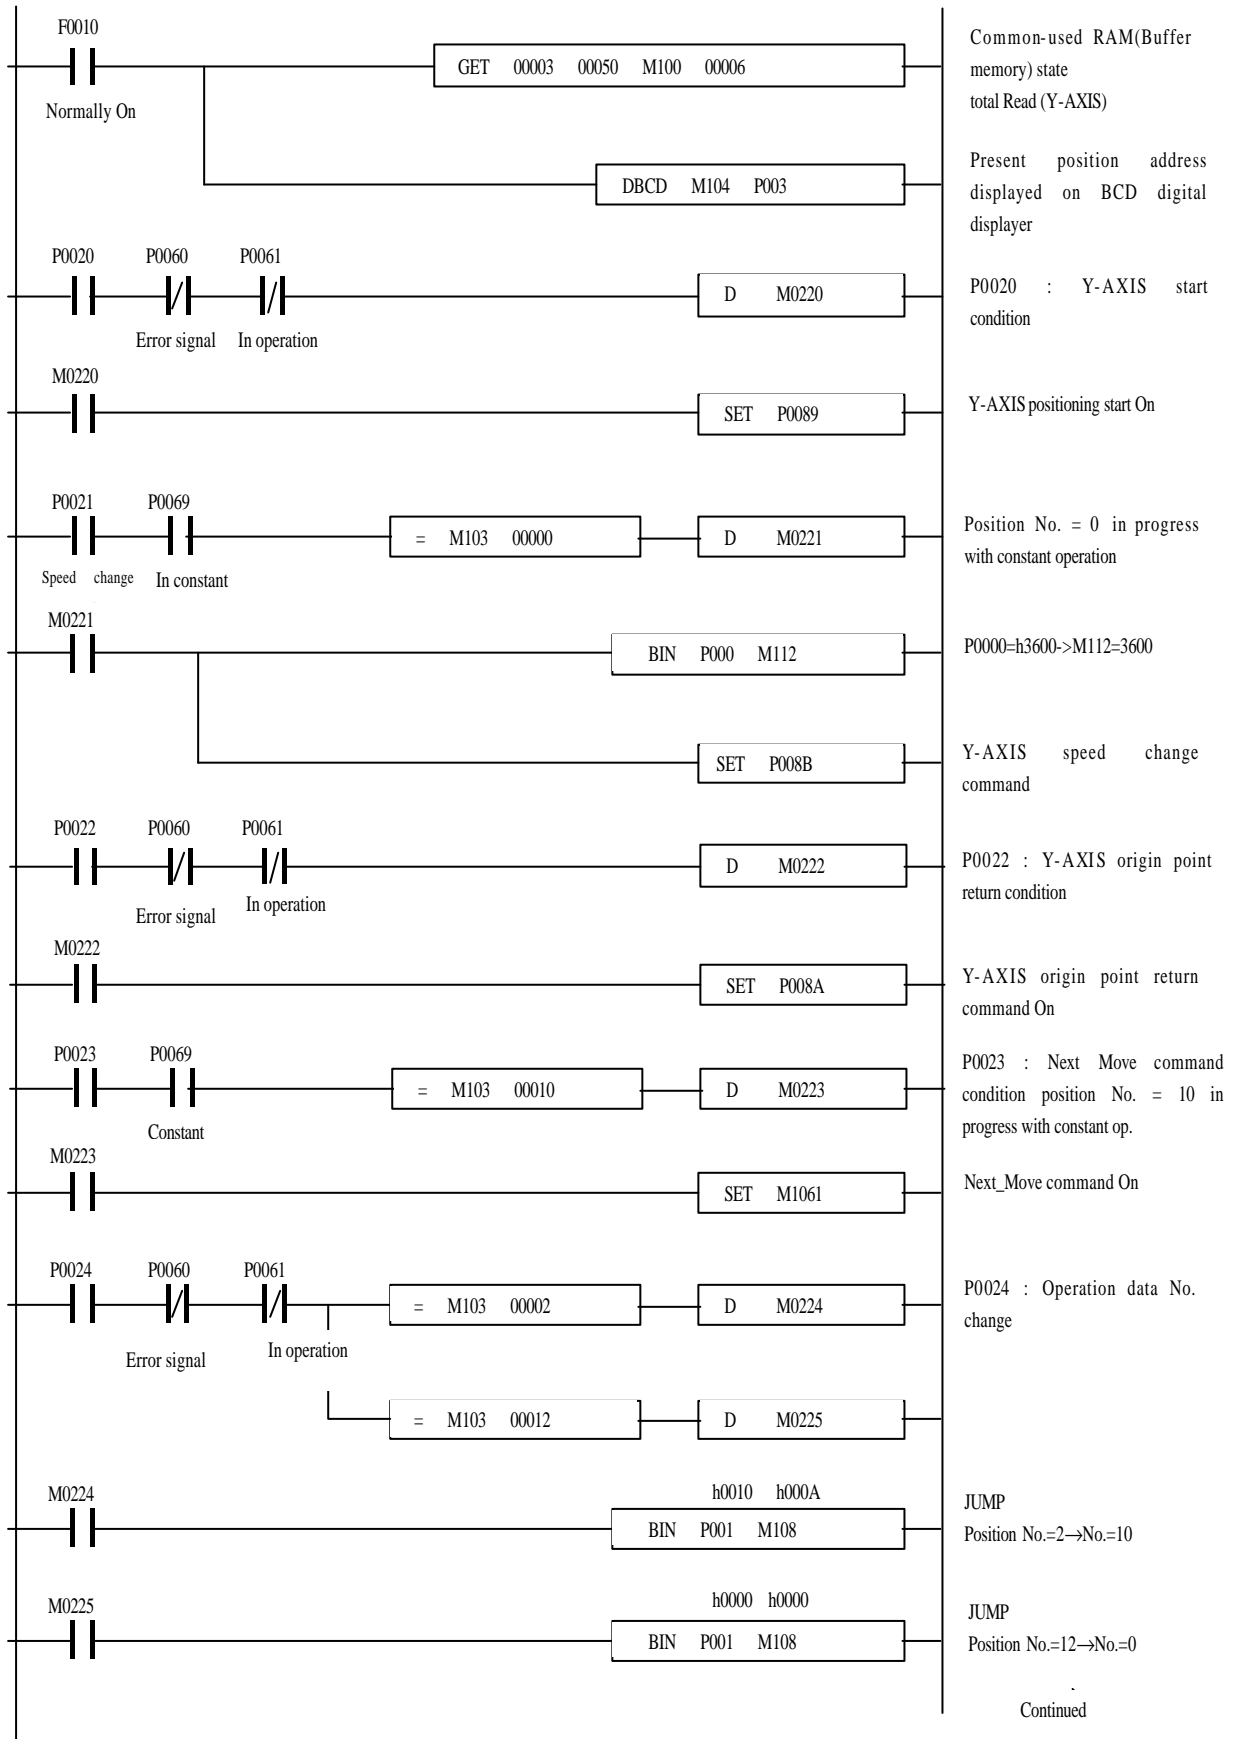 F0010
GET 00003 00050 M100 00006
Normally On
Common-used RAM(Buffer
memory) state
total Read (Y-AXIS)
DBCD M104 P003
Present position address
displayed on BCD digital
displayer
P0020 P0060 P0061
D M0220
Error signal In operation
P0020 : Y-AXIS start
condition
M0220
SET P0089
Y-AXIS positioning start On
P0021 P0069
= M103 00000 D M0221
Speed change In constant
Position No. = 0 in progress
with constant operation
M0221
BIN P000 M112
P0000=h3600->M112=3600
SET P008B
Y-AXIS speed change
command
P0022 P0060 P0061
D M0222
Error signal In operation
P0022 : Y-AXIS origin point
return condition
M0222
SET P008A
Y-AXIS origin point return
command On
P0023 P0069
= M103 00010 D M0223
Constant
P0023 : Next Move command
condition position No. = 10 in
progress with constant op.
M0223
SET M1061
Next_Move command On
P0024 P0060 P0061
= M103 00002 D M0224
Error signal In operation
P0024 : Operation data No.
change
= M103 00012 D M0225
M0224
h0010 h000A
BIN P001 M108
JUMP
Position No.=2→No.=10
M0225
h0000 h0000
BIN P001 M108
JUMP
Position No.=12→No.=0
Continued